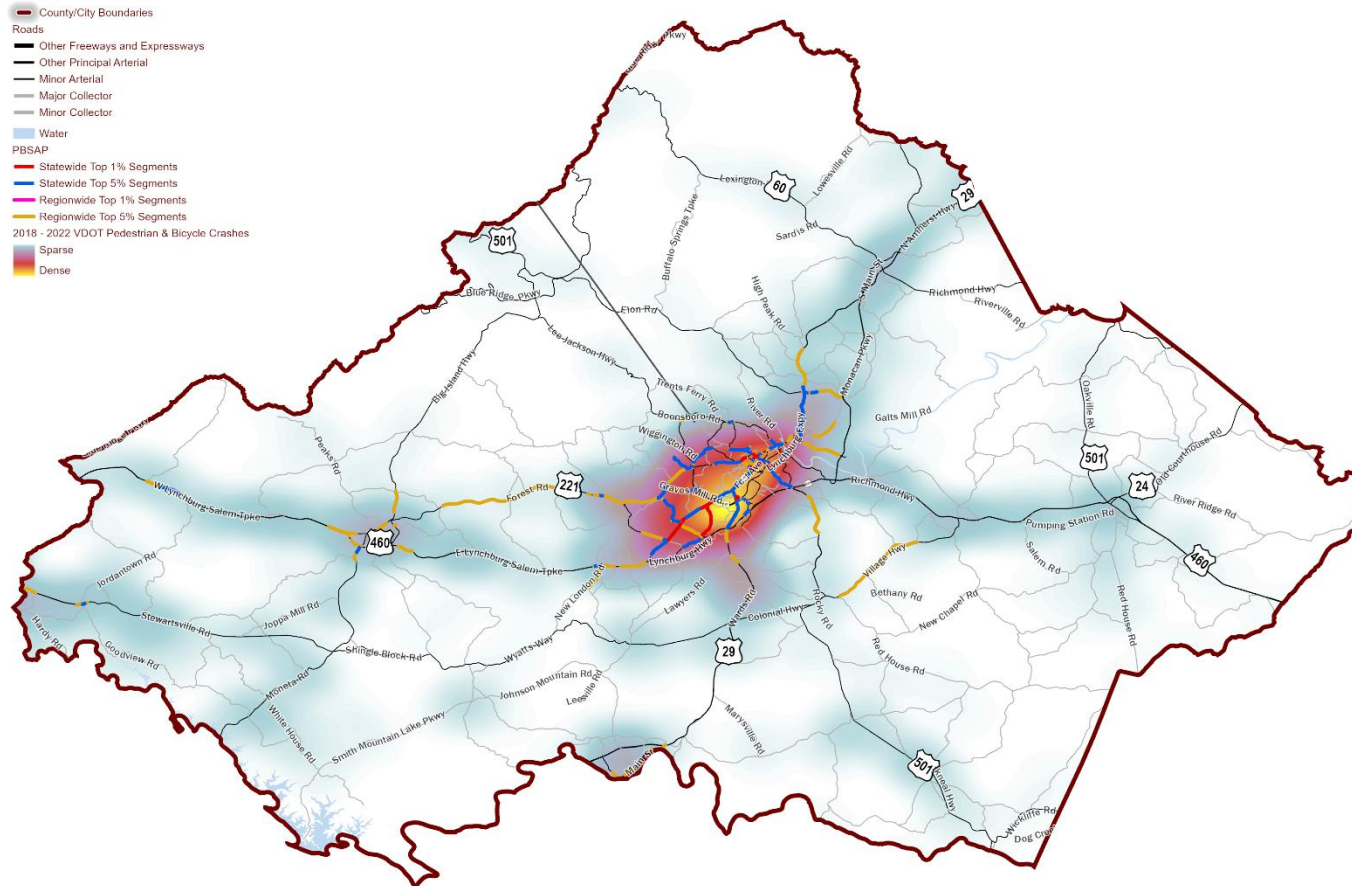 County/City Boundaries
Roads
Other Freeways and Expressways
Other Principal Arterial
Minor Arterial
Major Collector
Minor Collector
Water
PBSAP
Statewide Top 1% Segments
Statewide Top 5% Segments
Regionwide Top 1% Segments
Regionwide Top 5% Segments
2018 - 2022 VDOT Pedestrian & Bicycle Crashes
Sparse
Dense
Pkwy
Lexington
60
Lowesville Rd
29
N Amherst Hwy
Buffalo Springs Tpke
Sardis Rd
501
S Main St
Blue Ridge Pkwy
High Peak Rd
Richmond Hwy
Riverville Rd
Elon Rd
Lee Jackson Hwy
Monacan Pkwy
Big Island Hwy
Trents Ferry Rd
River Rd
Boonsboro Rd
Galts Mill Rd
Oakville Rd
Wiggington Rd
Lynchburg Expy
Peaks Rd
Old Courthouse Rd
501
221
Forest Rd
Graves Mill Rd
Richmond Hwy
24
W Lynchburg Salem Tpke
River Ridge Rd
Pumping Station Rd
460
Lynchburg Hwy
Village Hwy
460
E Lynchburg Salem Tpke
Salem Rd
Jordantown Rd
New London Rd
Lawyers Rd
Bethany Rd
Joppa Mill Rd
Colonial Hwy
Rocky Rd
New Chapel Rd
Red House Rd
Stewartsville Rd
Wards Rd
Hardy Rd
Goodview Rd
Shingle Block Rd
Wyatts Way
29
Red House Rd
Moneta Rd
Johnson Mountain Rd
Leesville Rd
White House Rd
Smith Mountain Lake Pkwy
Marysville Rd
Main St
501
Wickliffe Rd